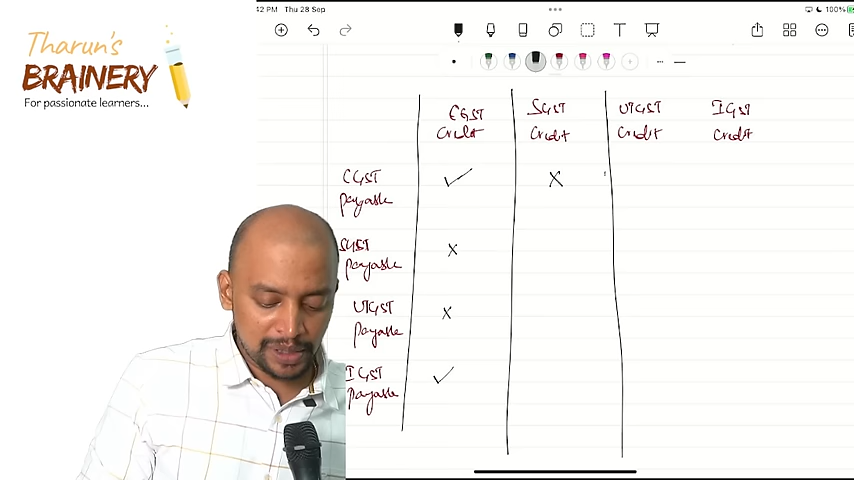 42 PM Thu 28 Sep
100%
Tharun's
BRAINERY
For passionate learners...
CGST SGST UTGST IGST
Credit Credit Credit Credit
CGST ✓ X
payable
SGST X
payable
UTGST X
payable
IGST ✓
payable